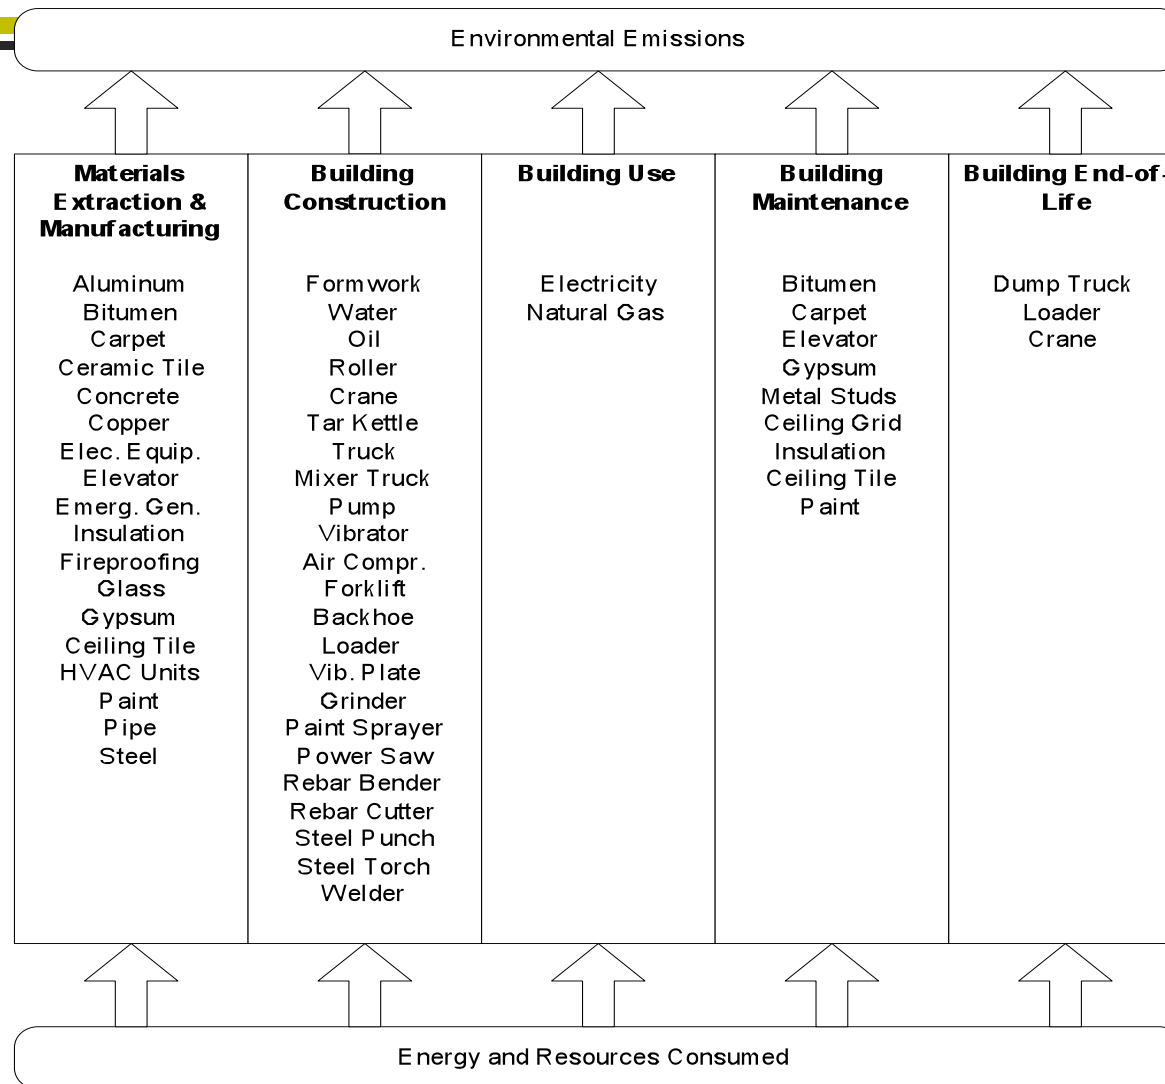 Environmental Emissions
Materials
Extraction &
Manufacturing
Aluminum
Bitumen
Carpet
Ceramic Tile
Concrete
Copper
Elec. Equip.
Elevator
Emerg. Gen.
Insulation
Fireproofing
Glass
Gypsum
Ceiling Tile
HVAC Units
Paint
Pipe
Steel
Building
Construction
Formwork
Water
Oil
Roller
Crane
Tar Kettle
Truck
Mixer Truck
Pump
Vibrator
Air Compr.
Forklift
Backhoe
Loader
Vib. Plate
Grinder
Paint Sprayer
Power Saw
Rebar Bender
Rebar Cutter
Steel Punch
Steel Torch
Welder
Building Use
Electricity
Natural Gas
Building
Maintenance
Bitumen
Carpet
Elevator
Gypsum
Metal Studs
Ceiling Grid
Insulation
Ceiling Tile
Paint
Building End-of-
Life
Dump Truck
Loader
Crane
Energy and Resources Consumed